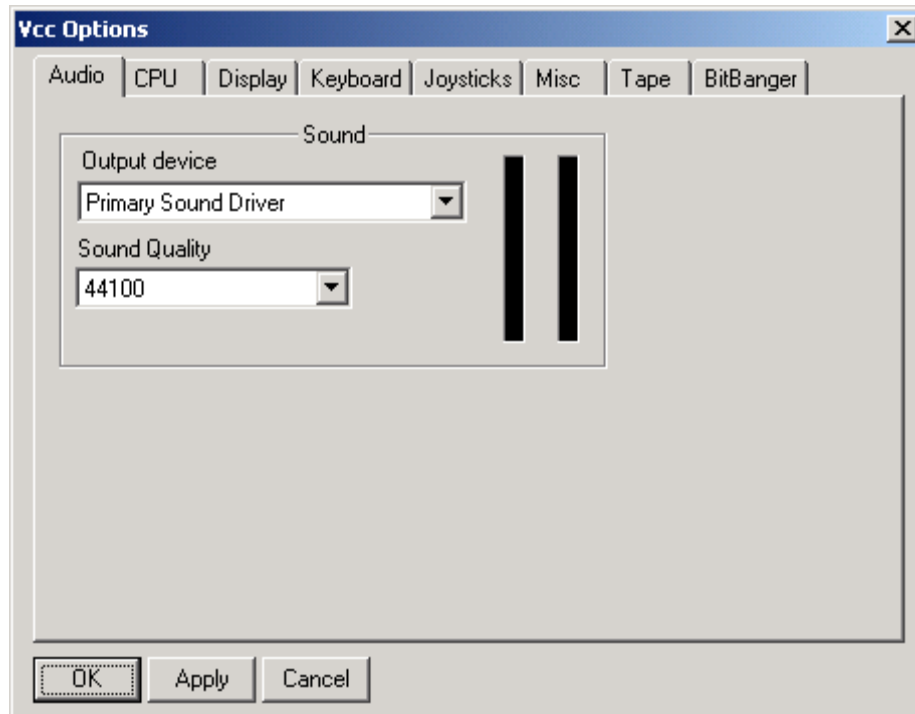 Vcc Options
Audio CPU Display Keyboard Joysticks Misc Tape BitBanger
Sound
Output device
Primary Sound Driver
Sound Quality
44100
OK Apply Cancel